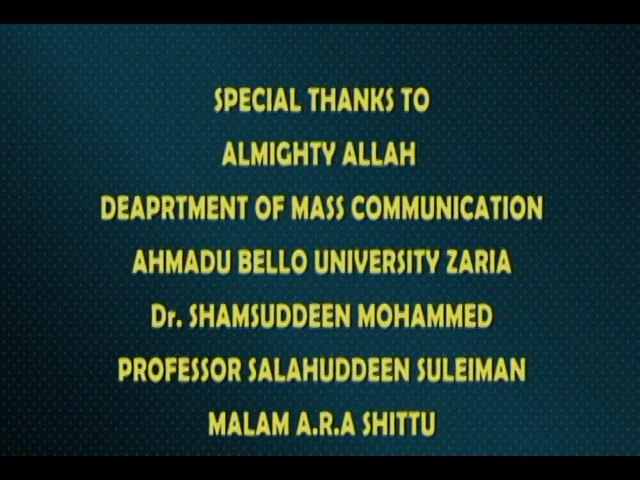 SPECIAL THANKS TO
ALMIGHTY ALLAH
DEAPRTMENT OF MASS COMMUNICATION
AHMADU BELLO UNIVERSITY ZARIA
Dr. SHAMSUDDEEN MOHAMMED
PROFESSOR SALAHUDDEEN SULEIMAN
MALAM A.R.A SHITTU